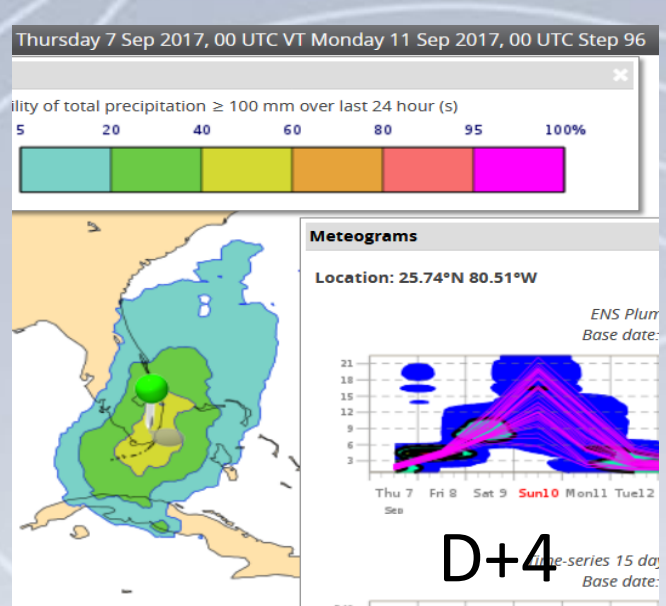 Thursday 7 Sep 2017, 00 UTC VT Monday 11 Sep 2017, 00 UTC Step 96
ility of total precipitation ≥ 100 mm over last 24 hour (s)
5 20 40 60 80 95 100%
Meteograms
Location: 25.74°N 80.51°W
ENS Plum
Base date:
21
18
15
12
9
6
3
Thu 7 Fri 8 Sat 9 Sun10 Mon11 Tue12
Sep
D+4
Time-series 15 day
Base date: